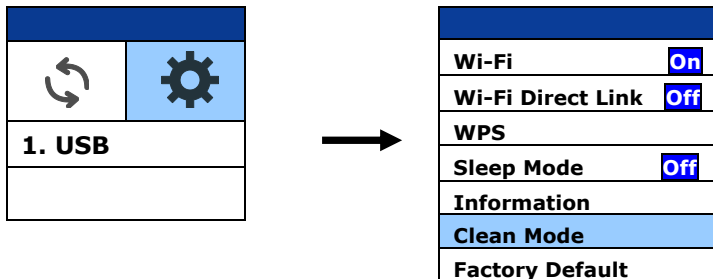 1. USB
Wi-Fi On
Wi-Fi Direct Link Off
WPS
Sleep Mode Off
Information
Clean Mode
Factory Default